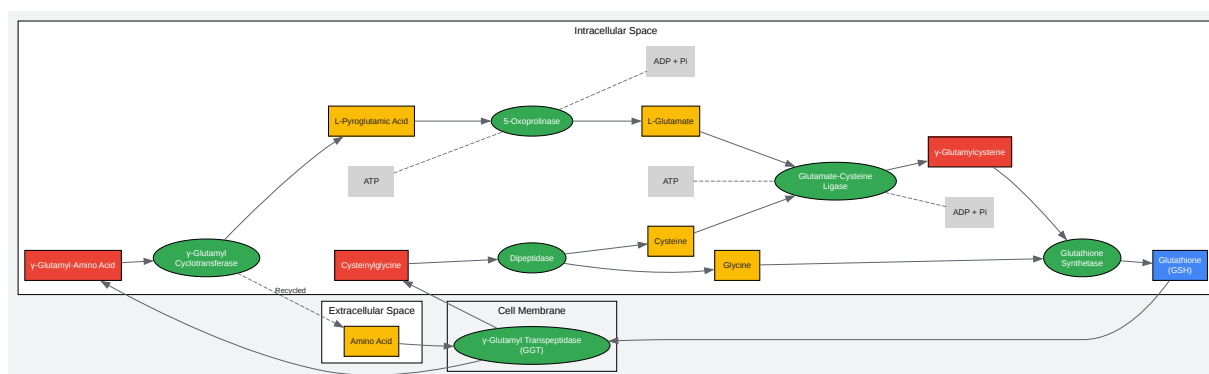 Intracellular Space
ADP + Pi
L-Pyroglutamic Acid
5-Oxoprolinase
L-Glutamate
γ-Glutamylcysteine
ATP
ATP
Glutamate-Cysteine
Ligase
ADP + Pi
γ-Glutamyl-Amino Acid
γ-Glutamyl
Cyclotransferase
Cysteinylglycine
Dipeptidase
Cysteine
Glycine
Glutathione
Synthetase
Glutathione
(GSH)
Recycled
Extracellular Space
Cell Membrane
Amino Acid
γ-Glutamyl Transpeptidase
(GGT)